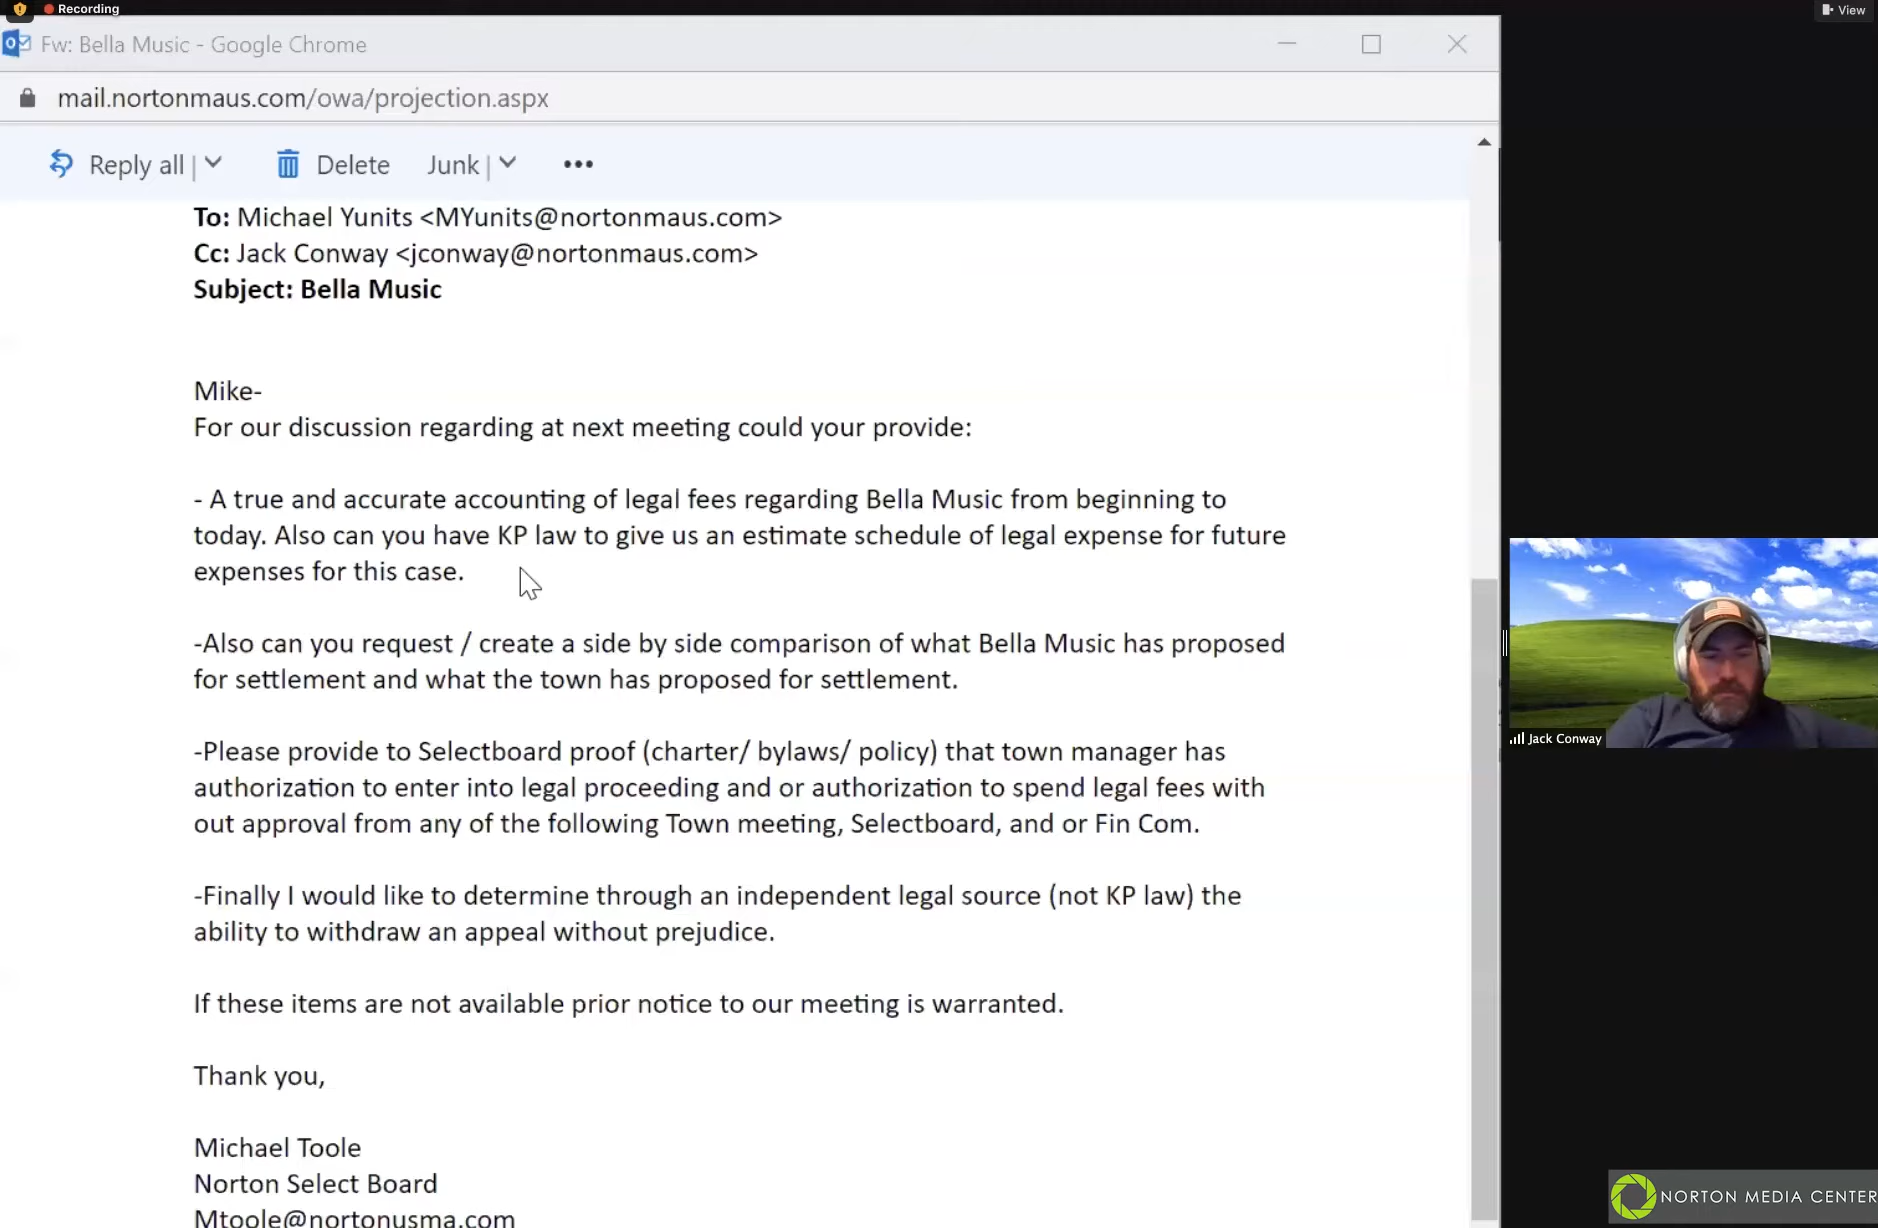 Recording
View
Fw: Bella Music - Google Chrome
mail.nortonmaus.com/owa/projection.aspx
Reply all | Delete Junk | •••
To: Michael Yunits <MYunits@nortonmaus.com>
Cc: Jack Conway <jconway@nortonmaus.com>
Subject: Bella Music
Mike-
For our discussion regarding at next meeting could your provide:
- A true and accurate accounting of legal fees regarding Bella Music from beginning to
today. Also can you have KP law to give us an estimate schedule of legal expense for future
expenses for this case.
-Also can you request / create a side by side comparison of what Bella Music has proposed
for settlement and what the town has proposed for settlement.
-Please provide to Selectboard proof (charter/ bylaws/ policy) that town manager has
authorization to enter into legal proceeding and or authorization to spend legal fees with
out approval from any of the following Town meeting, Selectboard, and or Fin Com.
-Finally I would like to determine through an independent legal source (not KP law) the
ability to withdraw an appeal without prejudice.
If these items are not available prior notice to our meeting is warranted.
Thank you,
Michael Toole
Norton Select Board
Mtoole@nortonusma.com
Jack Conway
NORTON MEDIA CENTER